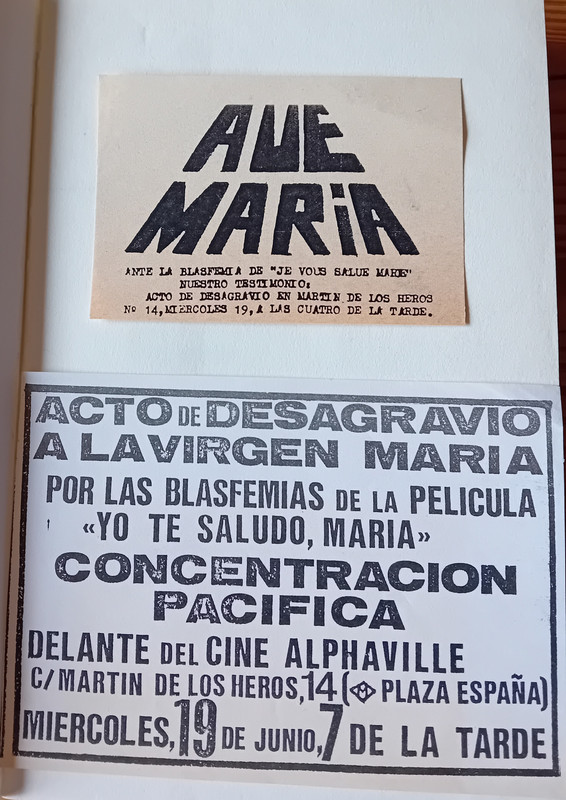 AUE
MARiA
ANTE LA BLASFEMIA DE "JE VOUS SALUE MARIE"
NUESTRO TESTIMONIO:
ACTO DE DESAGRAVIO EN MARTIN DE LOS HEROS
Nº 14, MIERCOLES 19, A LAS CUATRO DE LA TARDE.
ACTO DE DESAGRAVIO
A LA VIRGEN MARIA
POR LAS BLASFEMIAS DE LA PELICULA
«YO TE SALUDO, MARIA»
CONCENTRACION
PACIFICA
DELANTE DEL CINE ALPHAVILLE
C/MARTIN DE LOS HEROS, 14 (M PLAZA ESPAÑA)
MIERCOLES, 19 DE JUNIO, 7 DE LA TARDE